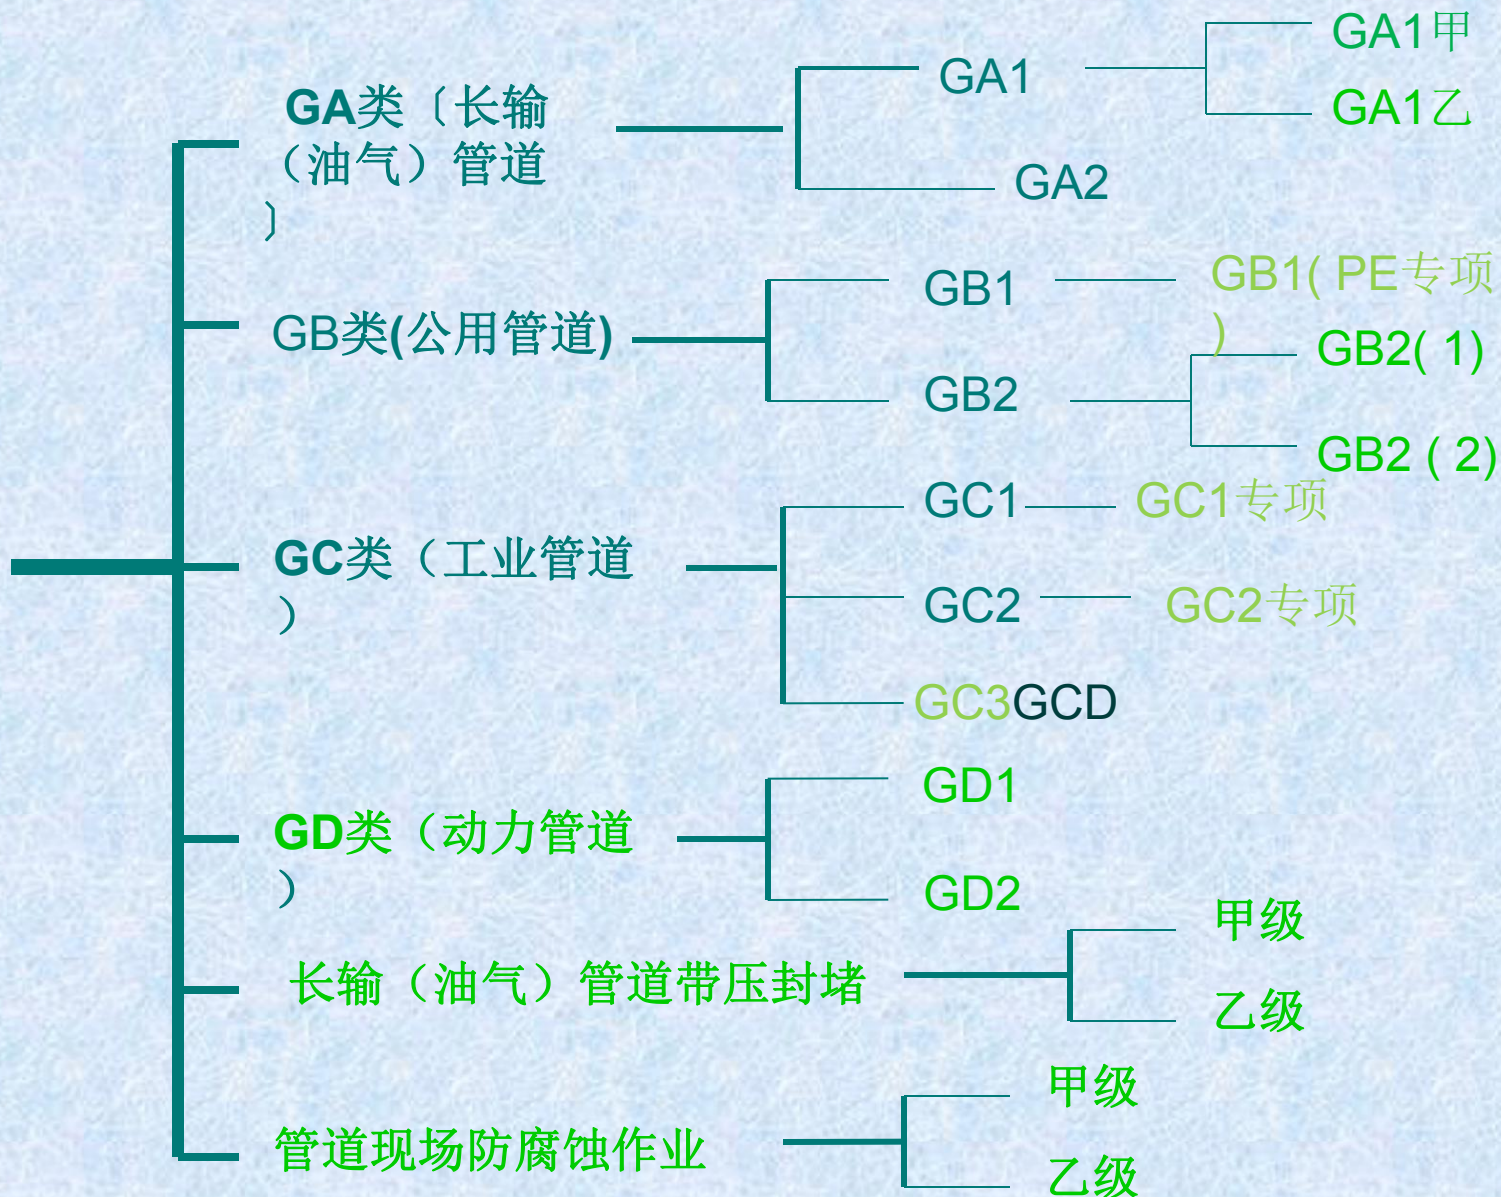 GA类〔长输
（油气）管道
〕
GA1
GA1甲
GA1乙
GA2
GB类(公用管道)
GB1
GB1( PE专项
)
GB2
GB2( 1)
GB2 ( 2)
GC类（工业管道
）
GC1
GC1专项
GC2
GC2专项
GC3GCD
GD类（动力管道
）
GD1
GD2
长输（油气）管道带压封堵
甲级
乙级
管道现场防腐蚀作业
甲级
乙级